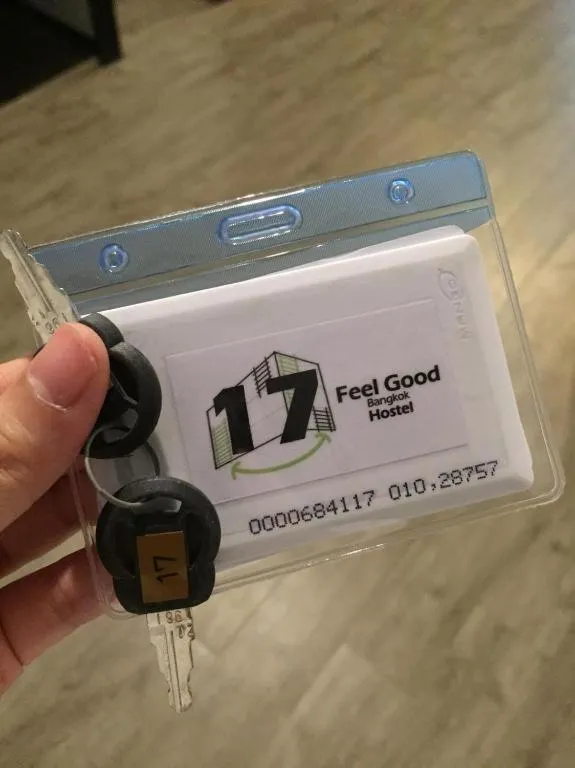 17
Feel Good
Bangkok
Hostel
0000684117 010,28757
17